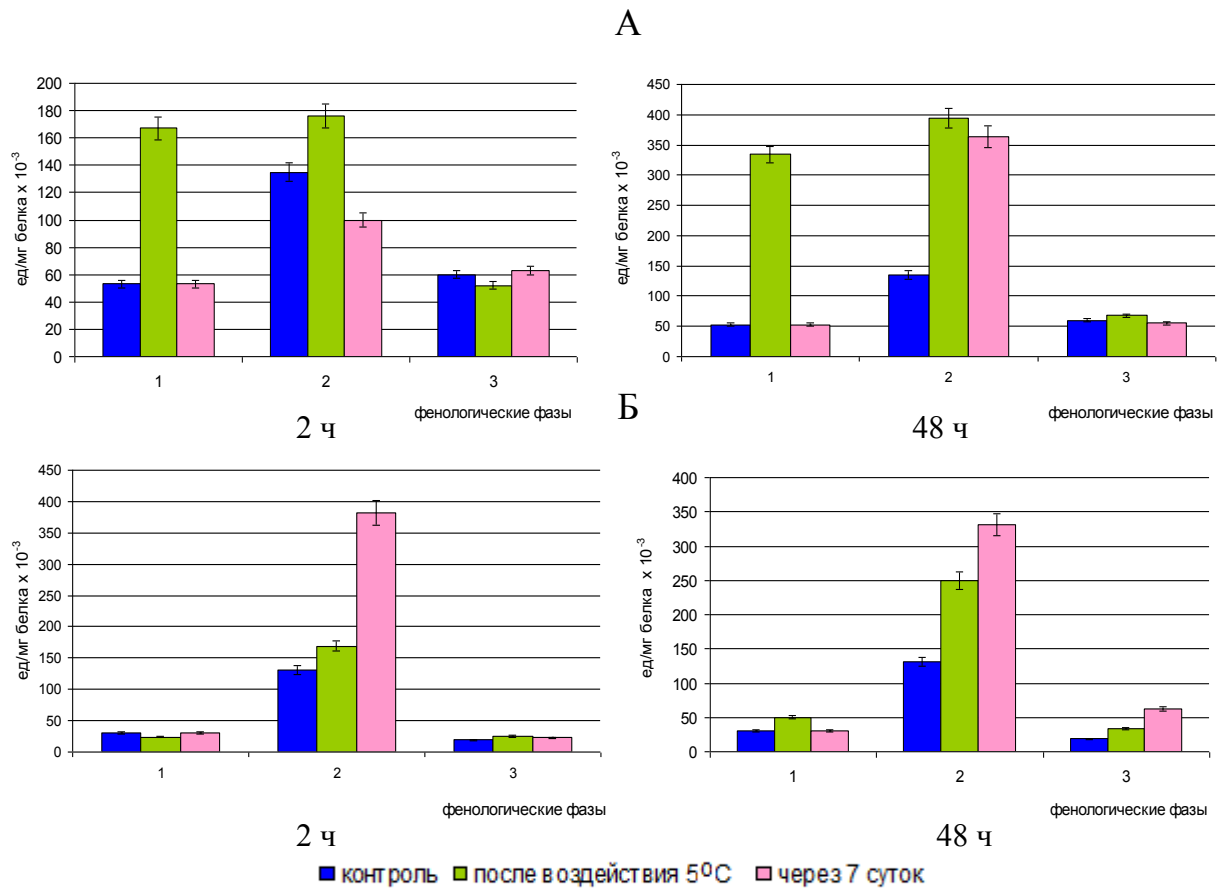 А
ед/мг белка х 10⁻³
200
180
160
140
120
100
80
60
40
20
0
1 2 3
фенологические фазы
2 ч
ед/мг белка х 10⁻³
450
400
350
300
250
200
150
100
50
0
1 2 3
фенологические фазы
48 ч
Б
ед/мг белка х 10⁻³
450
400
350
300
250
200
150
100
50
0
1 2 3
фенологические фазы
2 ч
ед/мг белка х 10⁻³
400
350
300
250
200
150
100
50
0
1 2 3
фенологические фазы
48 ч
контроль после воздействия 5⁰С через 7 суток